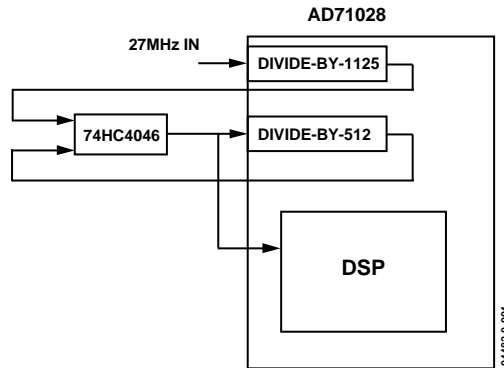 AD71028
27MHz IN
DIVIDE-BY-1125
74HC4046
DIVIDE-BY-512
DSP